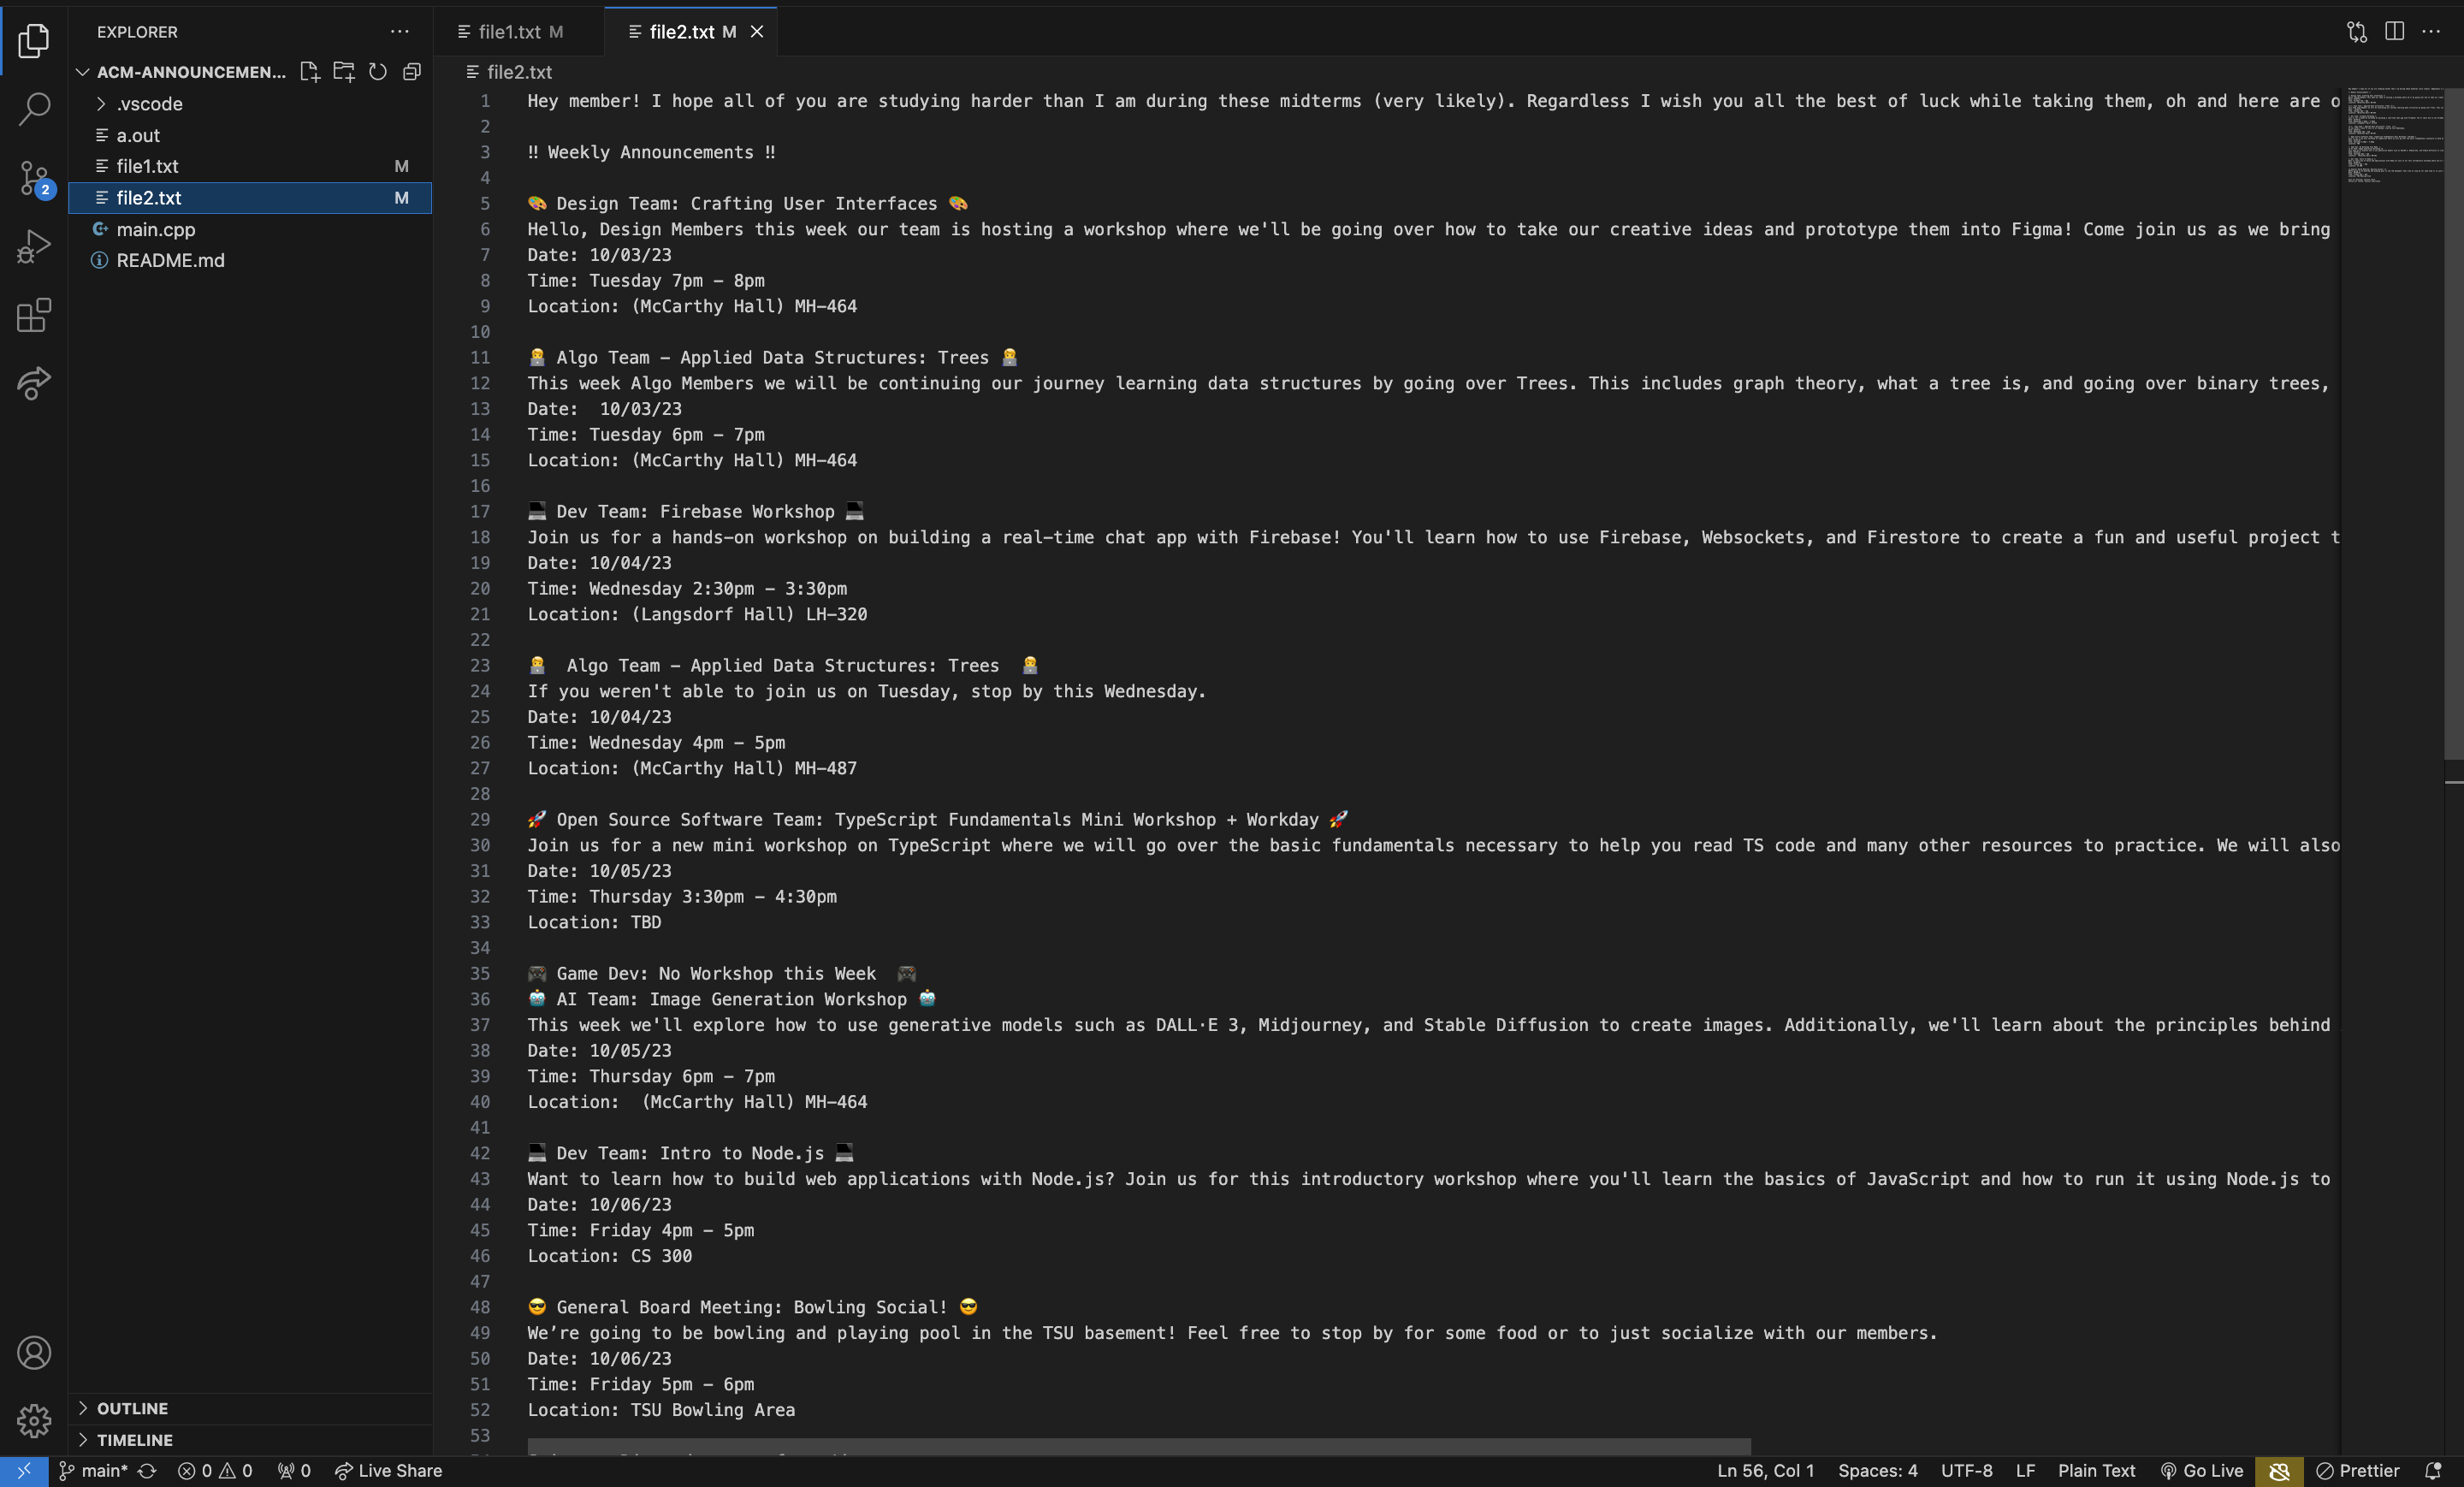 EXPLORER
ACM-ANNOUNCEMEN...
.vscode
a.out
file1.txt M
file2.txt M
main.cpp
README.md
2
OUTLINE
TIMELINE
file1.txt M
file2.txt M
file2.txt
1 Hey member! I hope all of you are studying harder than I am during these midterms (very likely). Regardless I wish you all the best of luck while taking them, oh and here are o
2
3 ‼ Weekly Announcements ‼
4
5 🎨 Design Team: Crafting User Interfaces 🎨
6 Hello, Design Members this week our team is hosting a workshop where we'll be going over how to take our creative ideas and prototype them into Figma! Come join us as we bring
7 Date: 10/03/23
8 Time: Tuesday 7pm – 8pm
9 Location: (McCarthy Hall) MH-464
10
11 🧑‍💻 Algo Team – Applied Data Structures: Trees 🧑‍💻
12 This week Algo Members we will be continuing our journey learning data structures by going over Trees. This includes graph theory, what a tree is, and going over binary trees,
13 Date:  10/03/23
14 Time: Tuesday 6pm – 7pm
15 Location: (McCarthy Hall) MH-464
16
17 💻 Dev Team: Firebase Workshop 💻
18 Join us for a hands-on workshop on building a real-time chat app with Firebase! You'll learn how to use Firebase, Websockets, and Firestore to create a fun and useful project t
19 Date: 10/04/23
20 Time: Wednesday 2:30pm – 3:30pm
21 Location: (Langsdorf Hall) LH-320
22
23 🧑‍💻  Algo Team – Applied Data Structures: Trees  🧑‍💻
24 If you weren't able to join us on Tuesday, stop by this Wednesday.
25 Date: 10/04/23
26 Time: Wednesday 4pm – 5pm
27 Location: (McCarthy Hall) MH-487
28
29 🚀 Open Source Software Team: TypeScript Fundamentals Mini Workshop + Workday 🚀
30 Join us for a new mini workshop on TypeScript where we will go over the basic fundamentals necessary to help you read TS code and many other resources to practice. We will also
31 Date: 10/05/23
32 Time: Thursday 3:30pm – 4:30pm
33 Location: TBD
34
35 🎮 Game Dev: No Workshop this Week  🎮
36 🤖 AI Team: Image Generation Workshop 🤖
37 This week we'll explore how to use generative models such as DALL·E 3, Midjourney, and Stable Diffusion to create images. Additionally, we'll learn about the principles behind
38 Date: 10/05/23
39 Time: Thursday 6pm – 7pm
40 Location:  (McCarthy Hall) MH-464
41
42 💻 Dev Team: Intro to Node.js 💻
43 Want to learn how to build web applications with Node.js? Join us for this introductory workshop where you'll learn the basics of JavaScript and how to run it using Node.js to
44 Date: 10/06/23
45 Time: Friday 4pm – 5pm
46 Location: CS 300
47
48 😎 General Board Meeting: Bowling Social! 😎
49 We’re going to be bowling and playing pool in the TSU basement! Feel free to stop by for some food or to just socialize with our members.
50 Date: 10/06/23
51 Time: Friday 5pm – 6pm
52 Location: TSU Bowling Area
53
main* 0 0 0 Live Share Ln 56, Col 1 Spaces: 4 UTF-8 LF Plain Text Go Live Prettier